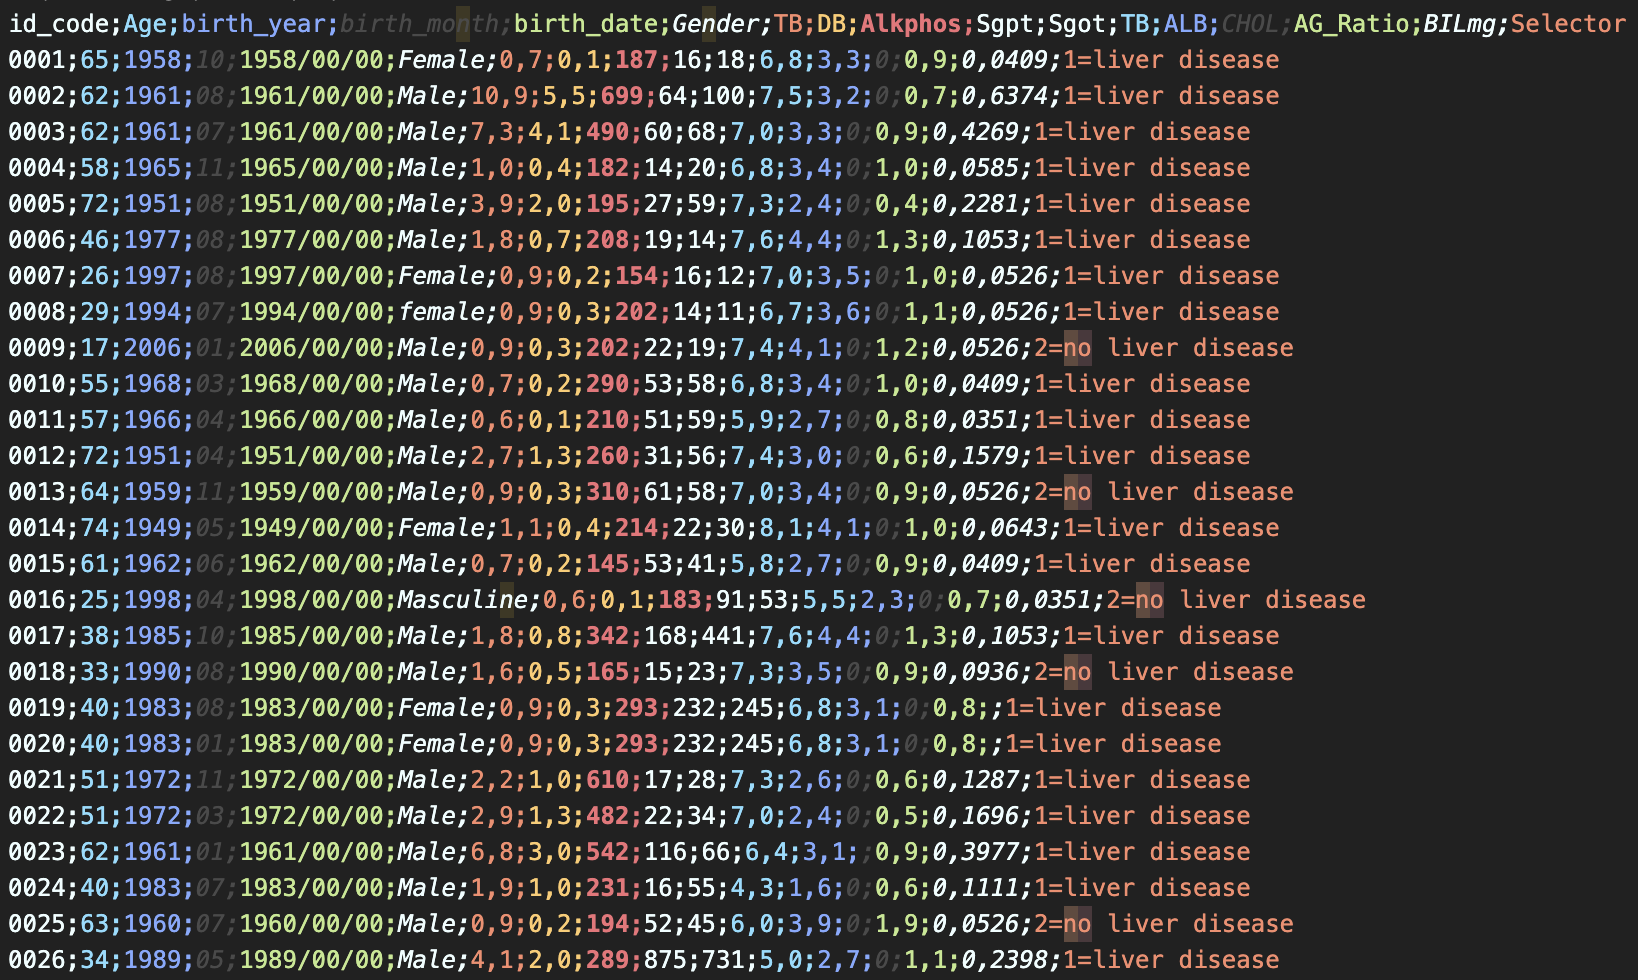 id_code;Age;birth_year;birth_month;birth_date;Gender;TB;DB;Alkphos;Sgpt;Sgot;TB;ALB;CHOL;AG_Ratio;BILmg;Selector
0001;65;1958;10;1958/00/00;Female;0,7;0,1;187;16;18;6,8;3,3;0;0,9;0,0409;1=liver disease
0002;62;1961;08;1961/00/00;Male;10,9;5,5;699;64;100;7,5;3,2;0;0,7;0,6374;1=liver disease
0003;62;1961;07;1961/00/00;Male;7,3;4,1;490;60;68;7,0;3,3;0;0,9;0,4269;1=liver disease
0004;58;1965;11;1965/00/00;Male;1,0;0,4;182;14;20;6,8;3,4;0;1,0;0,0585;1=liver disease
0005;72;1951;08;1951/00/00;Male;3,9;2,0;195;27;59;7,3;2,4;0;0,4;0,2281;1=liver disease
0006;46;1977;08;1977/00/00;Male;1,8;0,7;208;19;14;7,6;4,4;0;1,3;0,1053;1=liver disease
0007;26;1997;08;1997/00/00;Female;0,9;0,2;154;16;12;7,0;3,5;0;1,0;0,0526;1=liver disease
0008;29;1994;07;1994/00/00;female;0,9;0,3;202;14;11;6,7;3,6;0;1,1;0,0526;1=liver disease
0009;17;2006;01;2006/00/00;Male;0,9;0,3;202;22;19;7,4;4,1;0;1,2;0,0526;2=no liver disease
0010;55;1968;03;1968/00/00;Male;0,7;0,2;290;53;58;6,8;3,4;0;1,0;0,0409;1=liver disease
0011;57;1966;04;1966/00/00;Male;0,6;0,1;210;51;59;5,9;2,7;0;0,8;0,0351;1=liver disease
0012;72;1951;04;1951/00/00;Male;2,7;1,3;260;31;56;7,4;3,0;0;0,6;0,1579;1=liver disease
0013;64;1959;11;1959/00/00;Male;0,9;0,3;310;61;58;7,0;3,4;0;0,9;0,0526;2=no liver disease
0014;74;1949;05;1949/00/00;Female;1,1;0,4;214;22;30;8,1;4,1;0;1,0;0,0643;1=liver disease
0015;61;1962;06;1962/00/00;Male;0,7;0,2;145;53;41;5,8;2,7;0;0,9;0,0409;1=liver disease
0016;25;1998;04;1998/00/00;Masculine;0,6;0,1;183;91;53;5,5;2,3;0;0,7;0,0351;2=no liver disease
0017;38;1985;10;1985/00/00;Male;1,8;0,8;342;168;441;7,6;4,4;0;1,3;0,1053;1=liver disease
0018;33;1990;08;1990/00/00;Male;1,6;0,5;165;15;23;7,3;3,5;0;0,9;0,0936;2=no liver disease
0019;40;1983;08;1983/00/00;Female;0,9;0,3;293;232;245;6,8;3,1;0;0,8;;1=liver disease
0020;40;1983;01;1983/00/00;Female;0,9;0,3;293;232;245;6,8;3,1;0;0,8;;1=liver disease
0021;51;1972;11;1972/00/00;Male;2,2;1,0;610;17;28;7,3;2,6;0;0,6;0,1287;1=liver disease
0022;51;1972;03;1972/00/00;Male;2,9;1,3;482;22;34;7,0;2,4;0;0,5;0,1696;1=liver disease
0023;62;1961;01;1961/00/00;Male;6,8;3,0;542;116;66;6,4;3,1;;0,9;0,3977;1=liver disease
0024;40;1983;07;1983/00/00;Male;1,9;1,0;231;16;55;4,3;1,6;0;0,6;0,1111;1=liver disease
0025;63;1960;07;1960/00/00;Male;0,9;0,2;194;52;45;6,0;3,9;0;1,9;0,0526;2=no liver disease
0026;34;1989;05;1989/00/00;Male;4,1;2,0;289;875;731;5,0;2,7;0;1,1;0,2398;1=liver disease